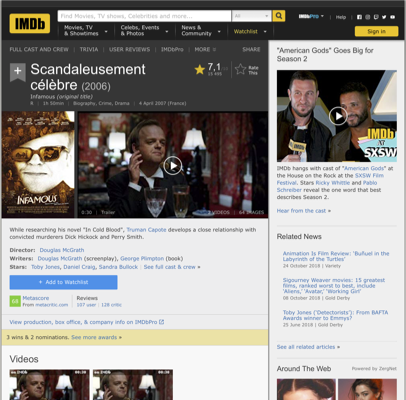 IMDb
Find Movies, TV shows, Celebrities and more...
All
Movies, TV
& Showtimes
Celebs, Events
& Photos
News &
Community
Watchlist
IMDbPro
Help
Sign in
FULL CAST AND CREW | TRIVIA | USER REVIEWS | IMDbPro | MORE
SHARE
Scandaleusement
célèbre (2006)
Infamous (original title)
R | 1h 50min | Biography, Crime, Drama | 4 April 2007 (France)
7,1
Rate
This
INFAMOUS
0:30 | Trailer
2 VIDEOS | 64 IMAGES
While researching his novel "In Cold Blood", Truman Capote develops a close relationship with
convicted murderers Dick Hickock and Perry Smith.
Director: Douglas McGrath
Writers: Douglas McGrath (screenplay), George Plimpton (book)
Stars: Toby Jones, Daniel Craig, Sandra Bullock | See full cast & crew »
+ Add to Watchlist
68
Metascore
From metacritic.com
Reviews
107 user | 128 critic
View production, box office, & company info on IMDbPro
3 wins & 2 nominations. See more awards »
Videos
"American Gods" Goes Big for
Season 2
IMDb
at
SXSW
IMDb hangs with cast of "American Gods" at
the House on the Rock at the SXSW Film
Festival. Stars Ricky Whittle and Pablo
Schreiber reveal the one word that best
describes Season 2.
Hear from the cast »
Related News
Animation Is Film Review: 'Buñuel in the
Labyrinth of the Turtles'
24 October 2018 | Variety
Sigourney Weaver movies: 15 greatest
films, ranked worst to best, include
'Aliens,' 'Avatar,' 'Working Girl'
08 October 2018 | Gold Derby
Toby Jones ('Detectorists'): From BAFTA
Awards winner to Emmys?
25 June 2018 | Gold Derby
See all related articles »
Around The Web
Powered by ZergNet